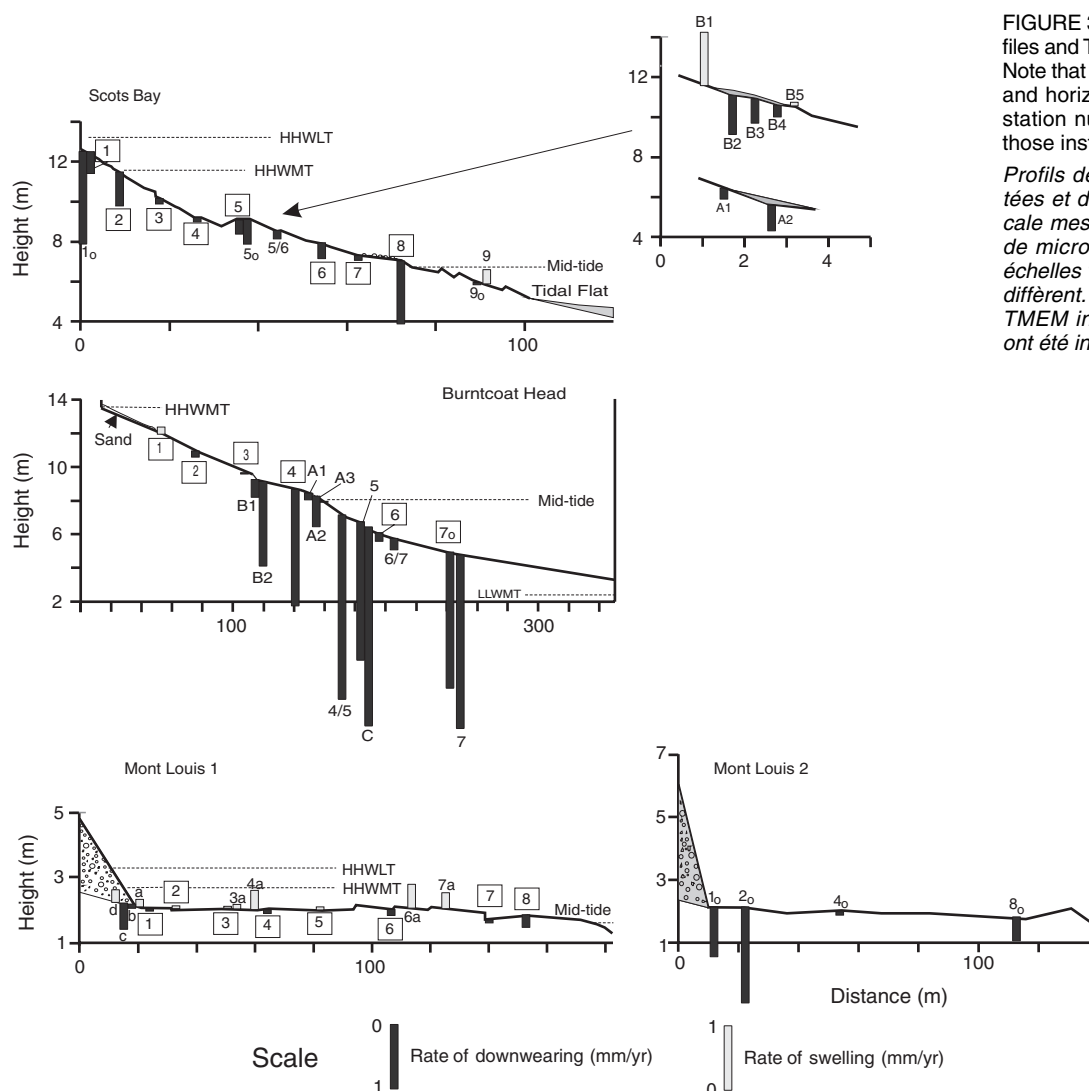 Scots Bay
HHWLT
HHWMT
Mid-tide
Tidal Flat
Height (m)
12
8
4
0
100
1
2
3
4
5
6
7
8
9
1o
5o
5/6
9o
B1
B2
B3
B4
B5
A1
A2
12
8
4
0
2
4
FIGURE 3
files and T
Note that
and horiz
station nu
those inst
Profils de
tées et d
cale mes
de micro
échelles
diffèrent.
TMEM in
ont été in
Burntcoat Head
HHWMT
Sand
Mid-tide
LLWMT
Height (m)
14
12
10
8
6
4
2
100
300
1
2
3
B1
B2
4
A1
A3
A2
5
4/5
C
6
6/7
7o
7
Mont Louis 1
HHWLT
HHWMT
Mid-tide
Height (m)
5
3
1
0
100
d
c
b
a
1
2
3
3a
4a
4
5
6
6a
7a
7
8
Mont Louis 2
7
5
3
1
0
100
1o
2o
4o
8o
Distance (m)
Scale
0
1
Rate of downwearing (mm/yr)
1
0
Rate of swelling (mm/yr)